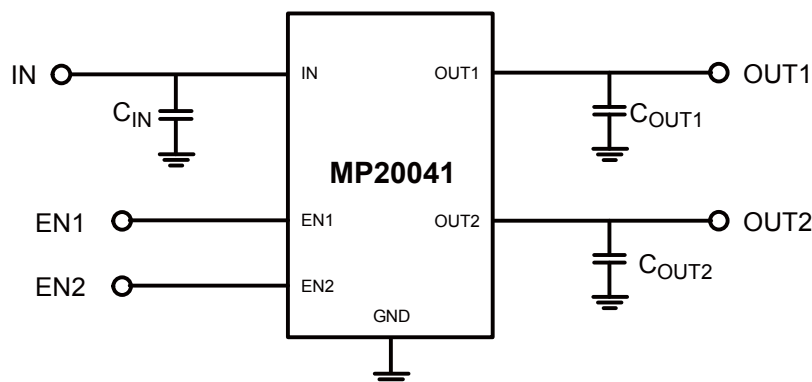 IN
IN
OUT1
OUT1
C_IN
C_OUT1
MP20041
EN1
EN1
OUT2
OUT2
EN2
EN2
C_OUT2
GND